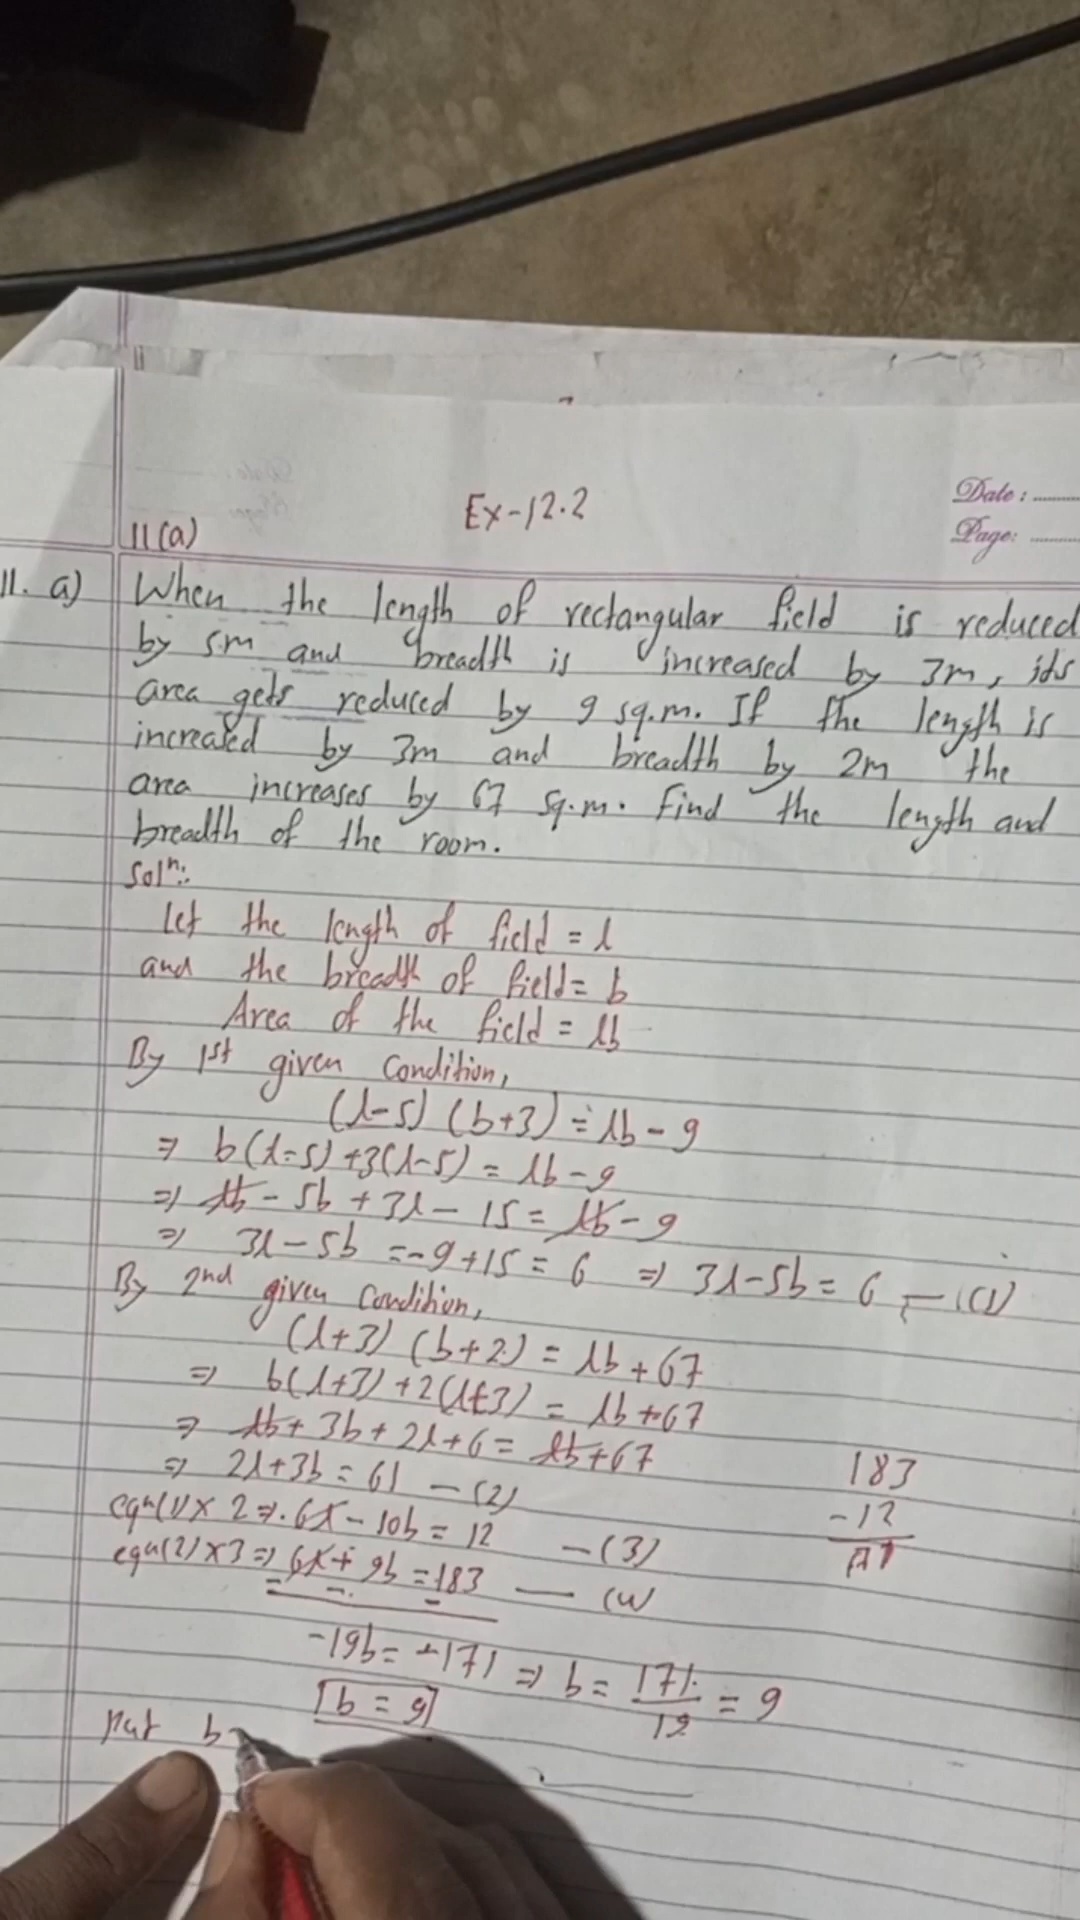 Ex-12.2
Date :
Page:
11(a)
11. a) When the length of rectangular field is reduced
by 5m and breadth is increased by 3m, its
area gets reduced by 9 sq.m. If the length is
increased by 3m and breadth by 2m the
area increases by 67 sq.m. Find the length and
breadth of the room.
Solⁿ:
Let the length of field = l
and the breadth of field = b
Area of the field = lb
By 1st given condition,
(l-5) (b+3) = lb - 9
⇒ b(l-5) +3(l-5) = lb - 9
⇒ lb - 5b + 3l - 15 = lb - 9
⇒ 3l - 5b = -9 + 15 = 6 ⇒ 3l - 5b = 6 — (1)
By 2nd given condition,
(l+3) (b+2) = lb + 67
⇒ b(l+3) + 2(l+3) = lb + 67
⇒ lb + 3b + 2l + 6 = lb + 67
⇒ 2l + 3b = 61 — (2)
eqn(1) x 2 ⇒ 6l - 10b = 12 — (3)
eqn(2) x 3 ⇒ 6l + 9b = 183 — (4)
- - -
-19b = -171 ⇒ b = 171/19 = 9
b = 9
put b
183
-12
171